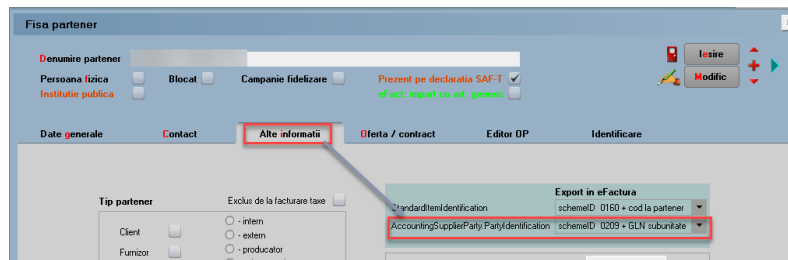 Fisa partener
Denumire partener
Iesire
Persoana fizica Blocat Campanie fidelizare Prezent pe declaratia SAF-T
Modific
Institutie publica eFact: import cu art. generic
Date generale Contact Alte informatii Oferta / contract Editor OP Identificare
Export in eFactura
Tip partener Exclus de la facturare taxe
StandardItemIdentification schemeID 0160 + cod la partener
- intern
Client
AccountingSupplierParty.PartyIdentification schemeID 0209 + GLN subunitate
- extern
Furnizor - producator